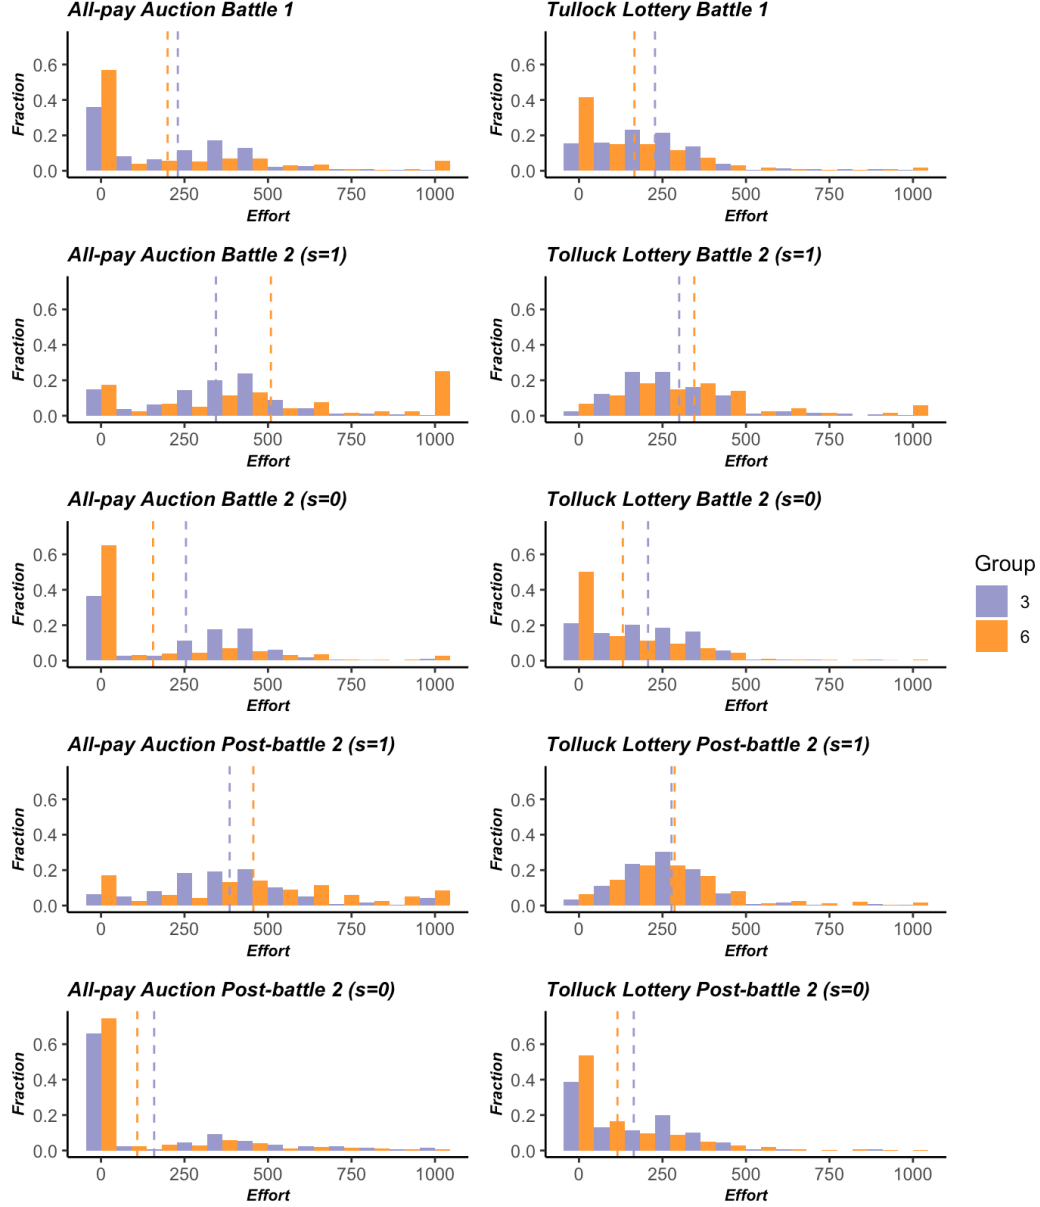 All-pay Auction Battle 1
Fraction
0.6
0.4
0.2
0.0
0 250 500 750 1000
Effort
Tullock Lottery Battle 1
Fraction
0.6
0.4
0.2
0.0
0 250 500 750 1000
Effort
All-pay Auction Battle 2 (s=1)
Fraction
0.6
0.4
0.2
0.0
0 250 500 750 1000
Effort
Tolluck Lottery Battle 2 (s=1)
Fraction
0.6
0.4
0.2
0.0
0 250 500 750 1000
Effort
All-pay Auction Battle 2 (s=0)
Fraction
0.6
0.4
0.2
0.0
0 250 500 750 1000
Effort
Tolluck Lottery Battle 2 (s=0)
Fraction
0.6
0.4
0.2
0.0
0 250 500 750 1000
Effort
Group
3
6
All-pay Auction Post-battle 2 (s=1)
Fraction
0.6
0.4
0.2
0.0
0 250 500 750 1000
Effort
Tolluck Lottery Post-battle 2 (s=1)
Fraction
0.6
0.4
0.2
0.0
0 250 500 750 1000
Effort
All-pay Auction Post-battle 2 (s=0)
Fraction
0.6
0.4
0.2
0.0
0 250 500 750 1000
Effort
Tolluck Lottery Post-battle 2 (s=0)
Fraction
0.6
0.4
0.2
0.0
0 250 500 750 1000
Effort